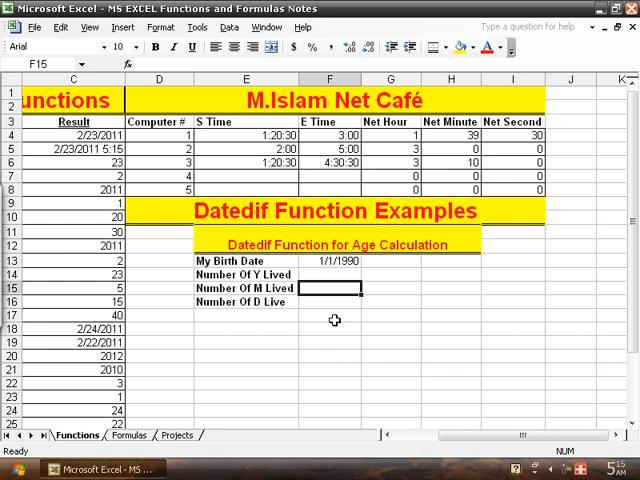 Microsoft Excel - MS EXCEL Functions and Formulas Notes
File Edit View Insert Format Tools Data Window Help Type a question for help
Arial 10 B I U $ %
F15 fx
C D E F G H I J K
1 unctions M.Islam Net Café
2
3 Result Computer # S Time E Time Net Hour Net Minute Net Second
4 2/23/2011 1 1:20:30 3:00 1 39 30
5 2/23/2011 5:15 2 2:00 5:00 3 0 0
6 23 3 1:20:30 4:30:30 3 10 0
7 2 4 0 0 0
8 2011 5 0 0 0
9 1 Datedif Function Examples
10 20
11 30 Datedif Function for Age Calculation
12 2011
13 2 My Birth Date 1/1/1990
14 23 Number Of Y Lived
15 5 Number Of M Lived
16 15 Number Of D Live
17 40
18 2/24/2011
19 2/22/2011
20 2012
21 2010
22 3
23 1
24 24
25 22
Functions Formulas Projects
Ready NUM
Microsoft Excel - MS ... 5:15 AM